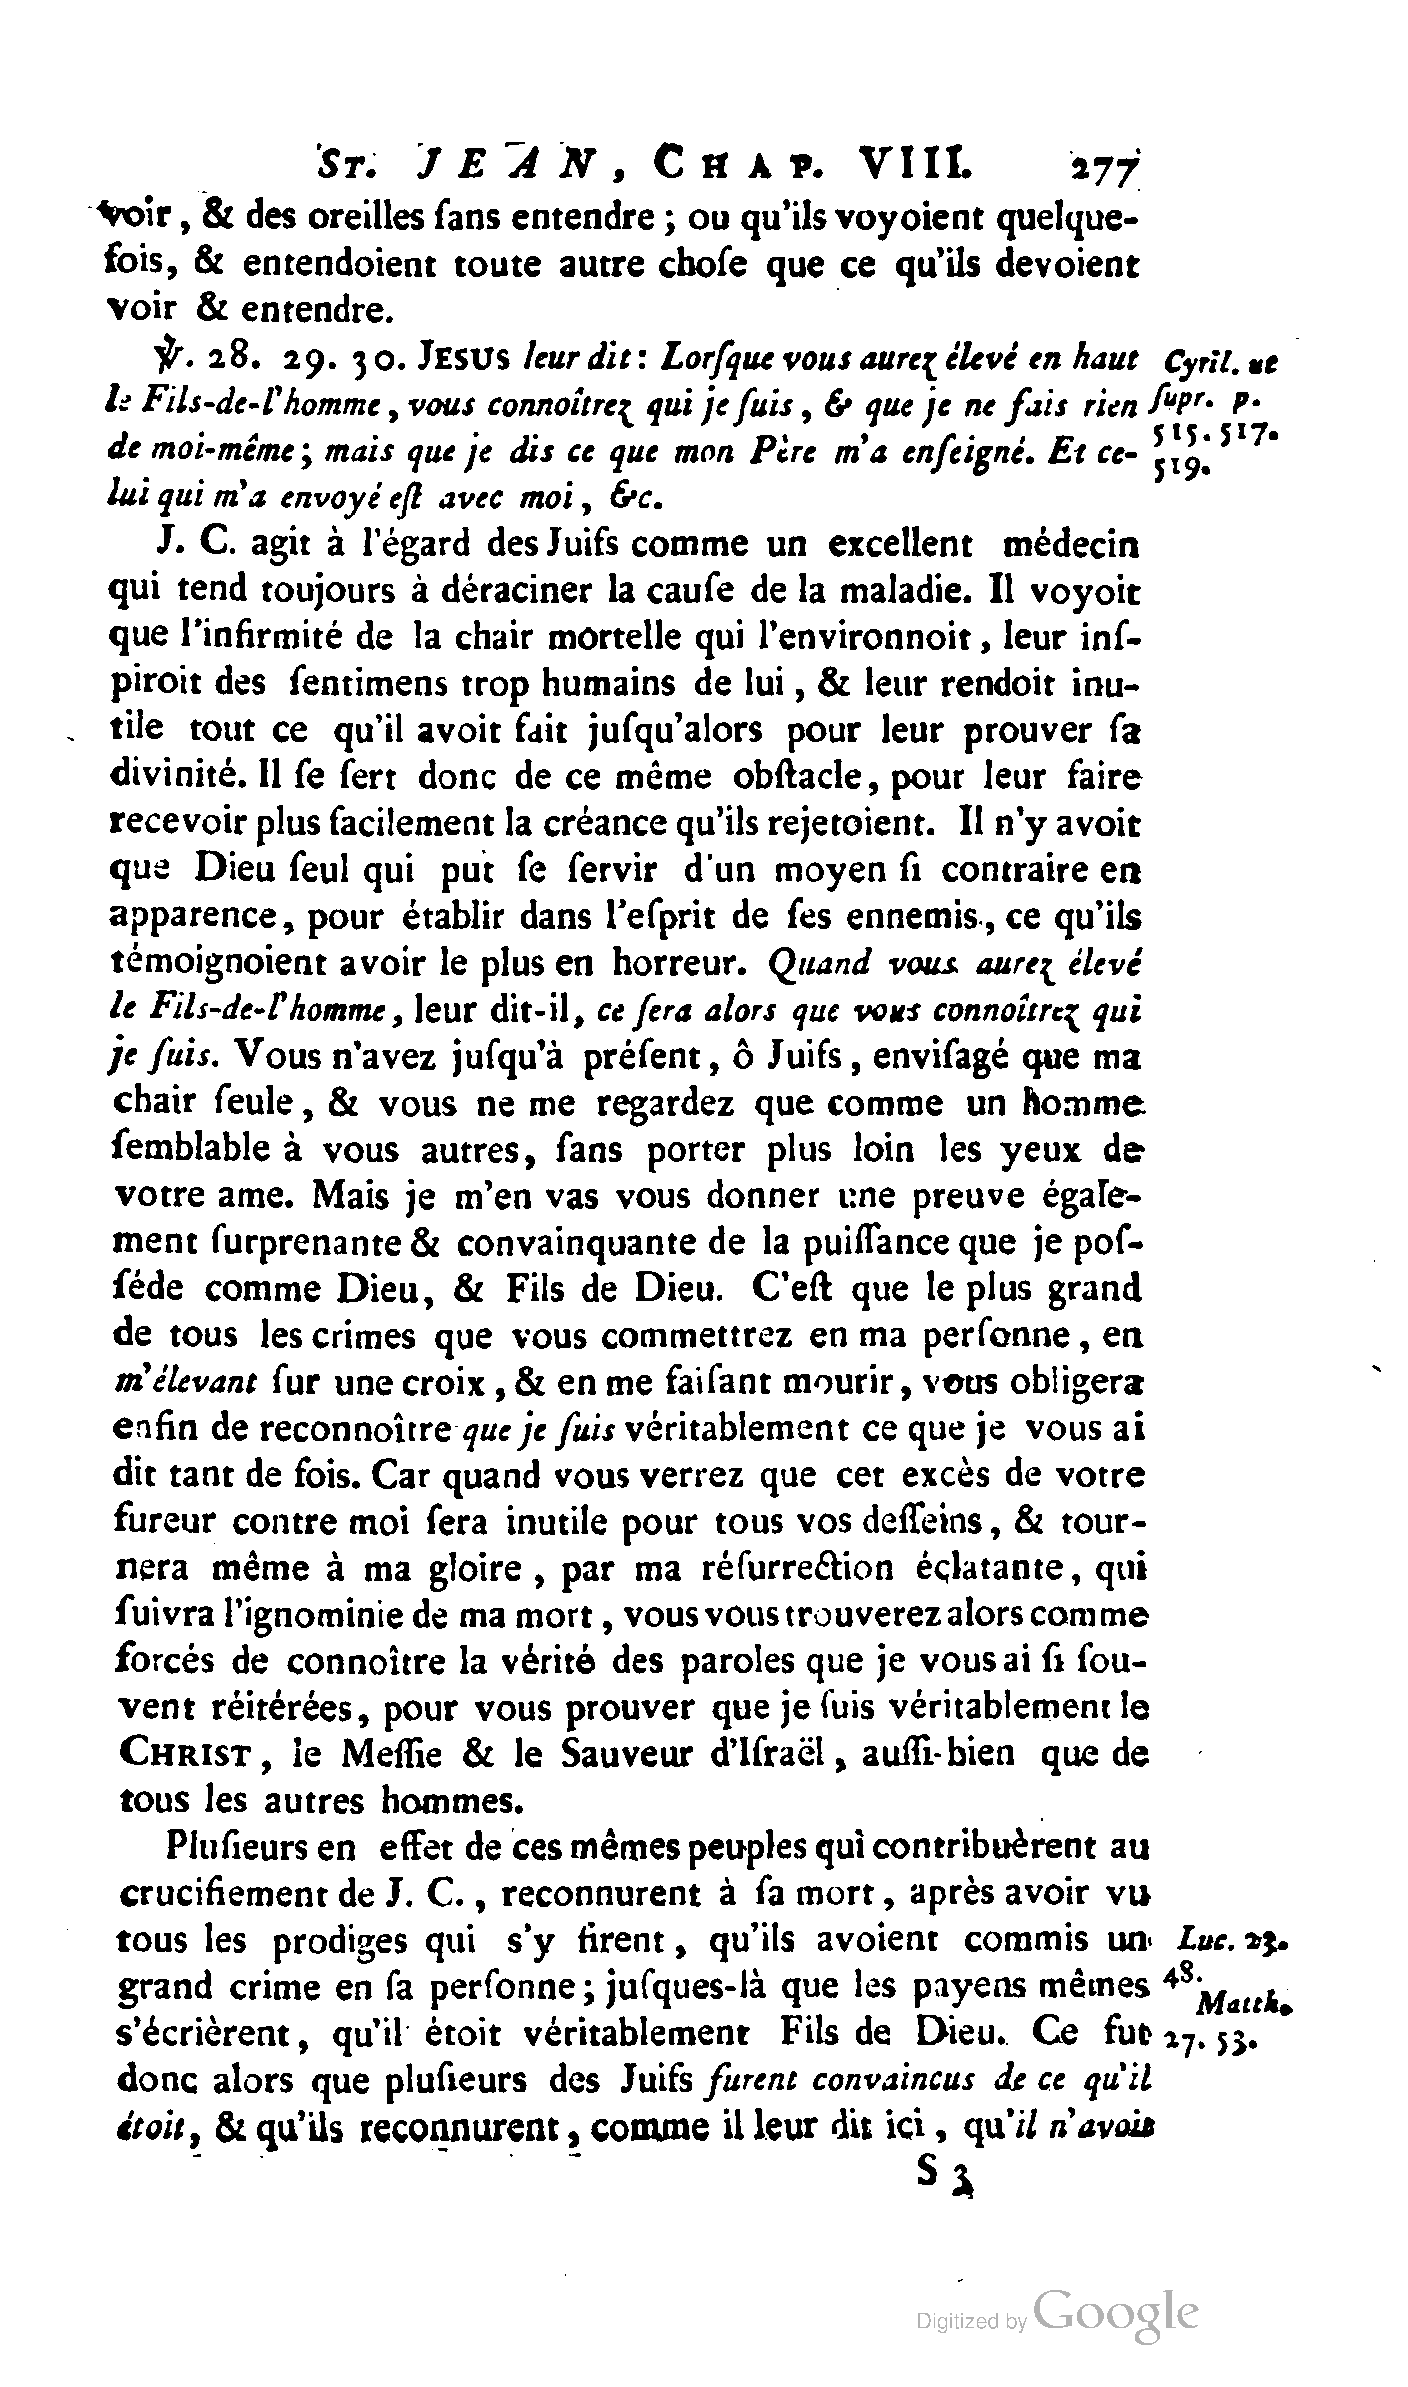 ST. JEAN, CHAP. VIII. 277
voir, & des oreilles ſans entendre ; ou qu'ils voyoient quelque-
fois, & entendoient toute autre choſe que ce qu'ils devoient
voir & entendre.
℣. 28. 29. 30. JESUS leur dit : Lorſque vous aurez élevé en haut
le Fils-de-l'homme, vous connoîtrez qui je ſuis, & que je ne fais rien
de moi-même ; mais que je dis ce que mon Père m'a enſeigné. Et ce-
lui qui m'a envoyé eſt avec moi, &c.
Cyril. ut
ſupr. p.
515. 517.
519.
J. C. agit à l'égard des Juifs comme un excellent médecin
qui tend toujours à déraciner la cauſe de la maladie. Il voyoit
que l'infirmité de la chair mortelle qui l'environnoit, leur inſ-
piroit des ſentimens trop humains de lui, & leur rendoit inu-
tile tout ce qu'il avoit fait juſqu'alors pour leur prouver ſa
divinité. Il ſe ſert donc de ce même obſtacle, pour leur faire
recevoir plus facilement la créance qu'ils rejetoient. Il n'y avoit
que Dieu ſeul qui put ſe ſervir d'un moyen ſi contraire en
apparence, pour établir dans l'eſprit de ſes ennemis, ce qu'ils
témoignoient avoir le plus en horreur. Quand vous aurez élevé
le Fils-de-l'homme, leur dit-il, ce ſera alors que vous connoîtrez qui
je ſuis. Vous n'avez juſqu'à préſent, ô Juifs, enviſagé que ma
chair ſeule, & vous ne me regardez que comme un homme
ſemblable à vous autres, ſans porter plus loin les yeux de
votre ame. Mais je m'en vas vous donner une preuve égale-
ment ſurprenante & convainquante de la puiſſance que je poſ-
ſéde comme Dieu, & Fils de Dieu. C'eſt que le plus grand
de tous les crimes que vous commettrez en ma perſonne, en
m'élevant ſur une croix, & en me faiſant mourir, vous obligera
enfin de reconnoître que je ſuis véritablement ce que je vous ai
dit tant de fois. Car quand vous verrez que cet excès de votre
fureur contre moi ſera inutile pour tous vos deſſeins, & tour-
nera même à ma gloire, par ma réſurrection éclatante, qui
ſuivra l'ignominie de ma mort, vous vous trouverez alors comme
forcés de connoître la vérité des paroles que je vous ai ſi ſou-
vent réitérées, pour vous prouver que je ſuis véritablement le
CHRIST, le Meſſie & le Sauveur d'Iſraël, auſſi-bien que de
tous les autres hommes.
Pluſieurs en effet de ces mêmes peuples qui contribuèrent au
crucifiement de J. C., reconnurent à ſa mort, après avoir vu
tous les prodiges qui s'y firent, qu'ils avoient commis un
grand crime en ſa perſonne ; juſques-là que les payens mêmes
s'écrièrent, qu'il étoit véritablement Fils de Dieu. Ce fut
donc alors que pluſieurs des Juifs furent convaincus de ce qu'il
étoit, & qu'ils reconnurent, comme il leur dit ici, qu'il n'avoit
Luc. 23.
48.
Matth.
27. 53.
S 3
Digitized by Google